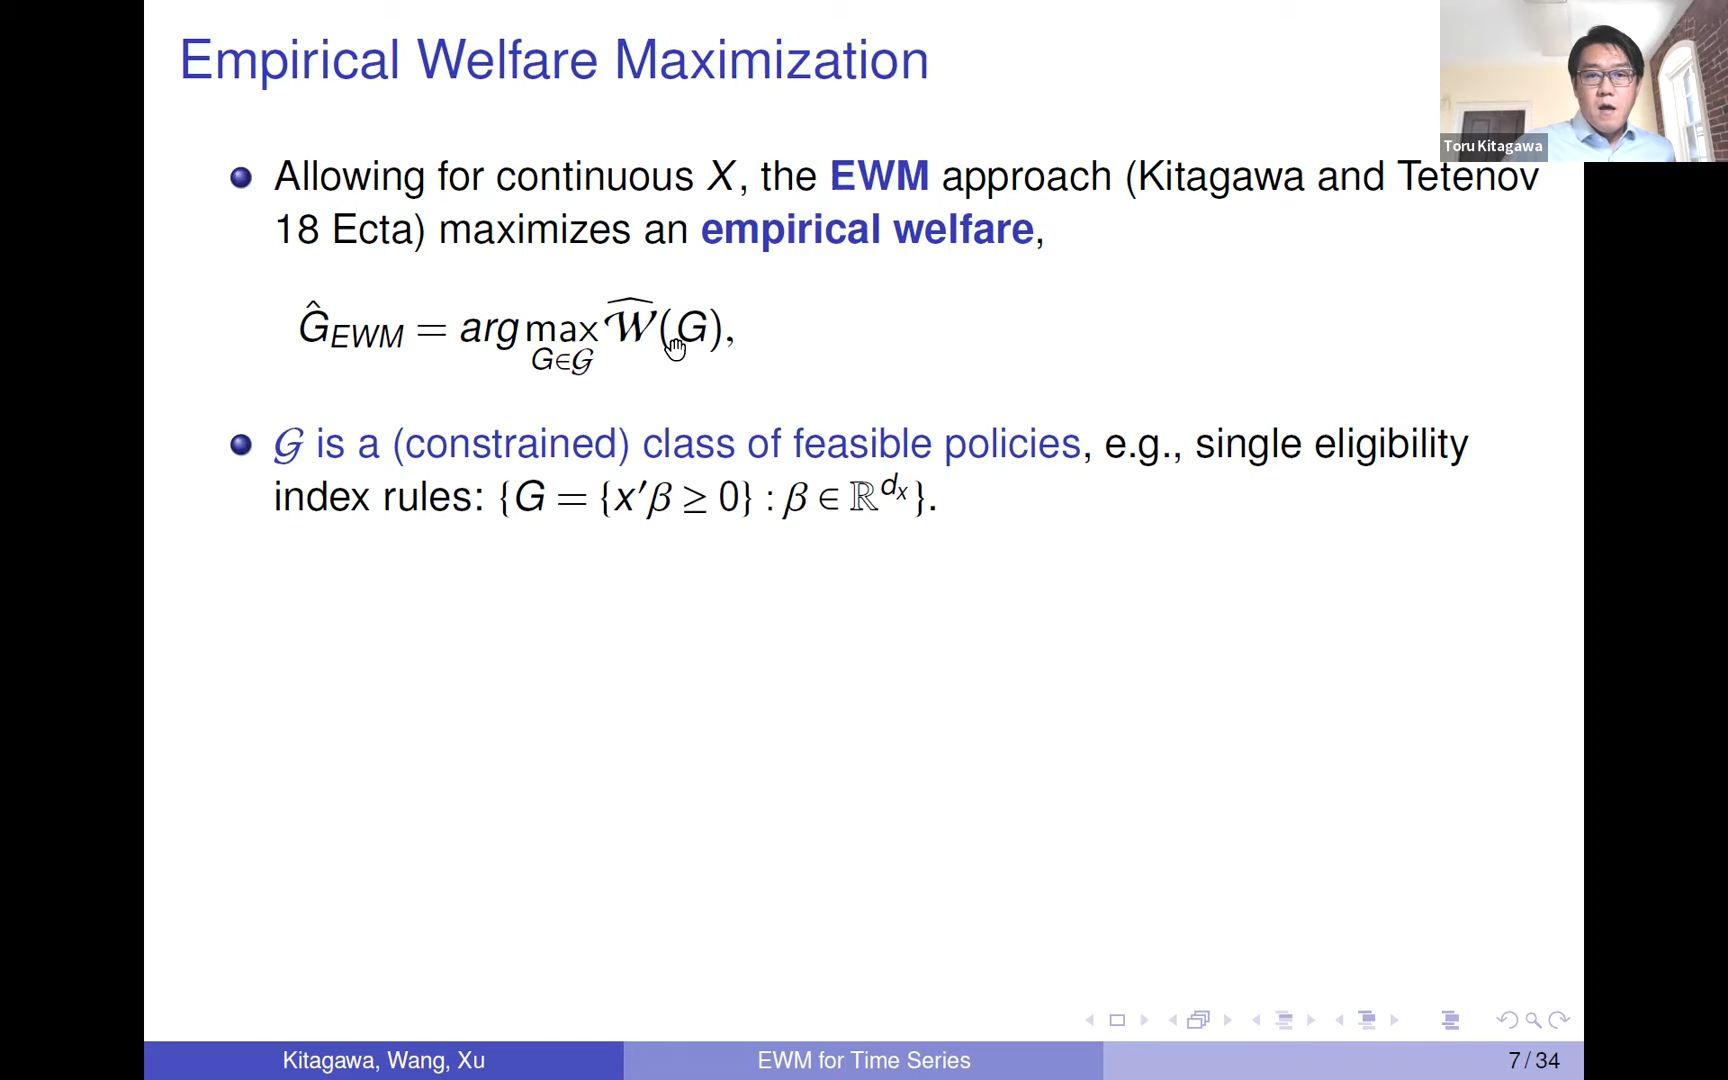 Empirical Welfare Maximization
Toru Kitagawa
Allowing for continuous X, the EWM approach (Kitagawa and Tetenov
18 Ecta) maximizes an empirical welfare,
Ĝ_EWM = arg max_{G∈𝒢} 𝒲̂(G),
𝒢 is a (constrained) class of feasible policies, e.g., single eligibility
index rules: {G = {x′β ≥ 0} : β ∈ ℝ^{d_x}}.
Kitagawa, Wang, Xu
EWM for Time Series
7 / 34